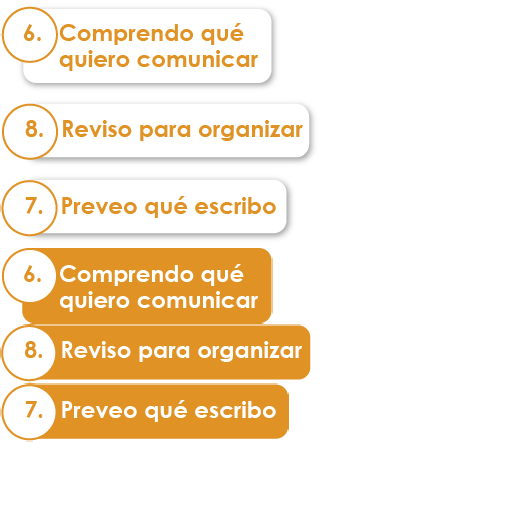 6. Comprendo qué
quiero comunicar
8. Reviso para organizar
7. Preveo qué escribo
6. Comprendo qué
quiero comunicar
8. Reviso para organizar
7. Preveo qué escribo